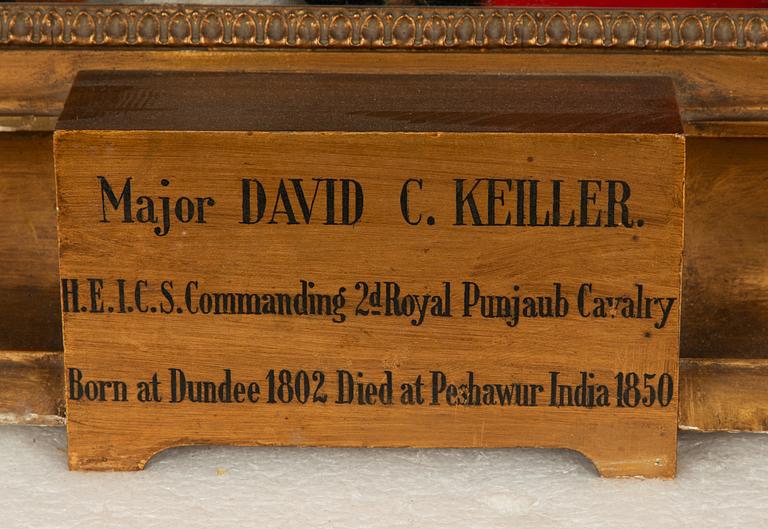 Major DAVID C. KEILLER.
H.E.I.C.S. Commanding 2d Royal Punjaub Cavalry
Born at Dundee 1802 Died at Peshawur India 1850